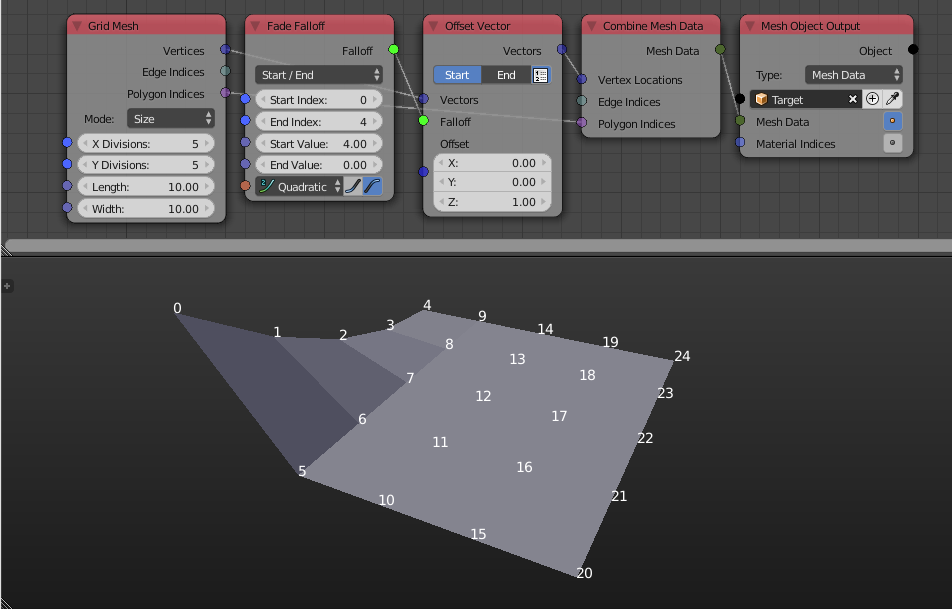 Grid Mesh
Vertices
Edge Indices
Polygon Indices
Mode: Size
X Divisions: 5
Y Divisions: 5
Length: 10.00
Width: 10.00
Fade Falloff
Falloff
Start / End
Start Index: 0
End Index: 4
Start Value: 4.00
End Value: 0.00
Quadratic
Offset Vector
Vectors
Start End
Vectors
Falloff
Offset
X: 0.00
Y: 0.00
Z: 1.00
Combine Mesh Data
Mesh Data
Vertex Locations
Edge Indices
Polygon Indices
Mesh Object Output
Object
Type: Mesh Data
Target
Mesh Data
Material Indices
0
1
2
3
4
5
6
7
8
9
10
11
12
13
14
15
16
17
18
19
20
21
22
23
24